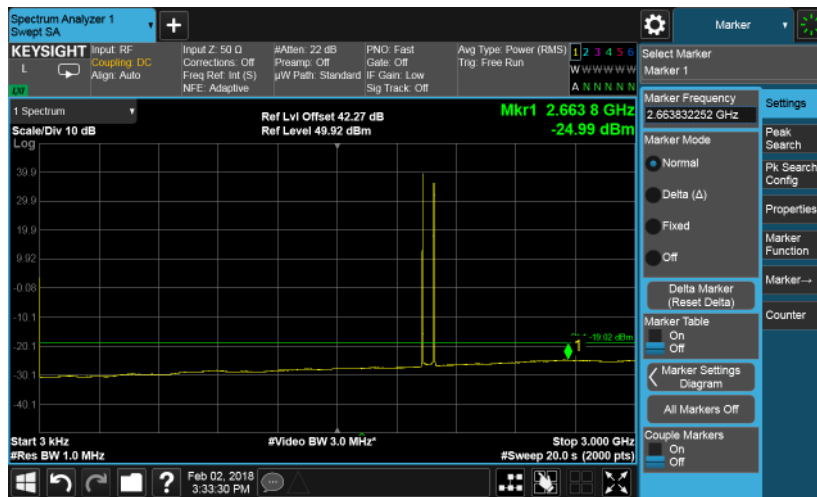 Spectrum Analyzer 1
Swept SA
+
Marker
KEYSIGHT
L
LXI
Input: RF
Coupling: DC
Align: Auto
Input Z: 50 Ω
Corrections: Off
Freq Ref: Int (S)
NFE: Adaptive
#Atten: 22 dB
Preamp: Off
µW Path: Standard
PNO: Fast
Gate: Off
IF Gain: Low
Sig Track: Off
Avg Type: Power (RMS)
Trig: Free Run
1 2 3 4 5 6
W W W W W W
A N N N N N
Select Marker
Marker 1
1 Spectrum
Scale/Div 10 dB
Log
Ref Lvl Offset 42.27 dB
Ref Level 49.92 dBm
Mkr1 2.663 8 GHz
-24.99 dBm
39.9
29.9
19.9
9.92
-0.08
-10.1
-20.1
-30.1
-40.1
-19.02 dBm
1
Start 3 kHz
#Res BW 1.0 MHz
#Video BW 3.0 MHz*
Stop 3.000 GHz
#Sweep 20.0 s (2000 pts)
Marker Frequency
2.663832252 GHz
Marker Mode
Normal
Delta (Δ)
Fixed
Off
Delta Marker
(Reset Delta)
Marker Table
On
Off
Marker Settings
Diagram
All Markers Off
Couple Markers
On
Off
Settings
Peak
Search
Pk Search
Config
Properties
Marker
Function
Marker→
Counter
?
Feb 02, 2018
3:33:30 PM